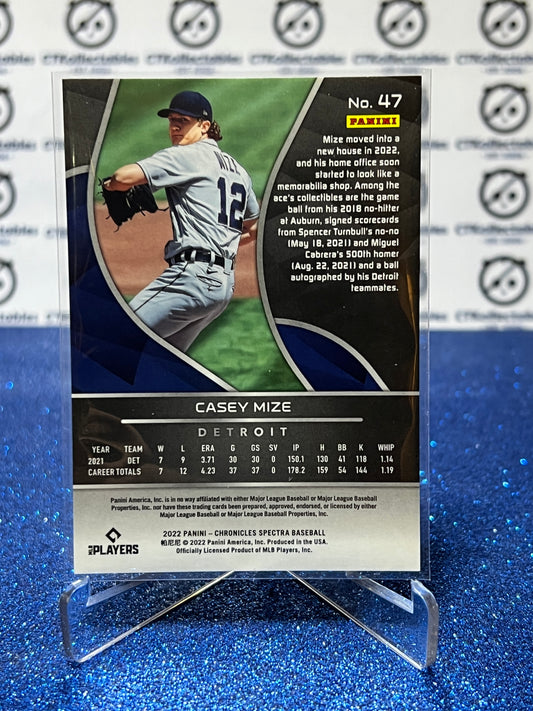 CTKollectables
No. 47
PANINI
Mize moved into a
new house in 2022,
and his home office soon
started to look like a
memorabilia shop. Among the
ace's collectibles are the game
ball from his 2018 no-hitter
at Auburn, signed scorecards
from Spencer Turnbull's no-no
(May 18, 2021) and Miguel
Cabrera's 500th homer
(Aug. 22, 2021) and a ball
autographed by his Detroit
teammates.
MIZE
12
CASEY MIZE
DETROIT
YEAR TEAM W L ERA G GS SV IP H BB K WHIP
2021 DET 7 9 3.71 30 30 0 150.1 130 41 118 1.14
CAREER TOTALS 7 12 4.23 37 37 0 178.2 159 54 144 1.19
Panini America, Inc. is in no way affiliated with either Major League Baseball or Major League Baseball
Properties, Inc. nor have these trading cards been prepared, approved, endorsed, or licensed by either
Major League Baseball or Major League Baseball Properties, Inc.
2022 PANINI – CHRONICLES SPECTRA BASEBALL
帕尼尼 © 2022 Panini America, Inc. Produced in the USA.
Officially Licensed Product of MLB Players, Inc.
MLB PLAYERS